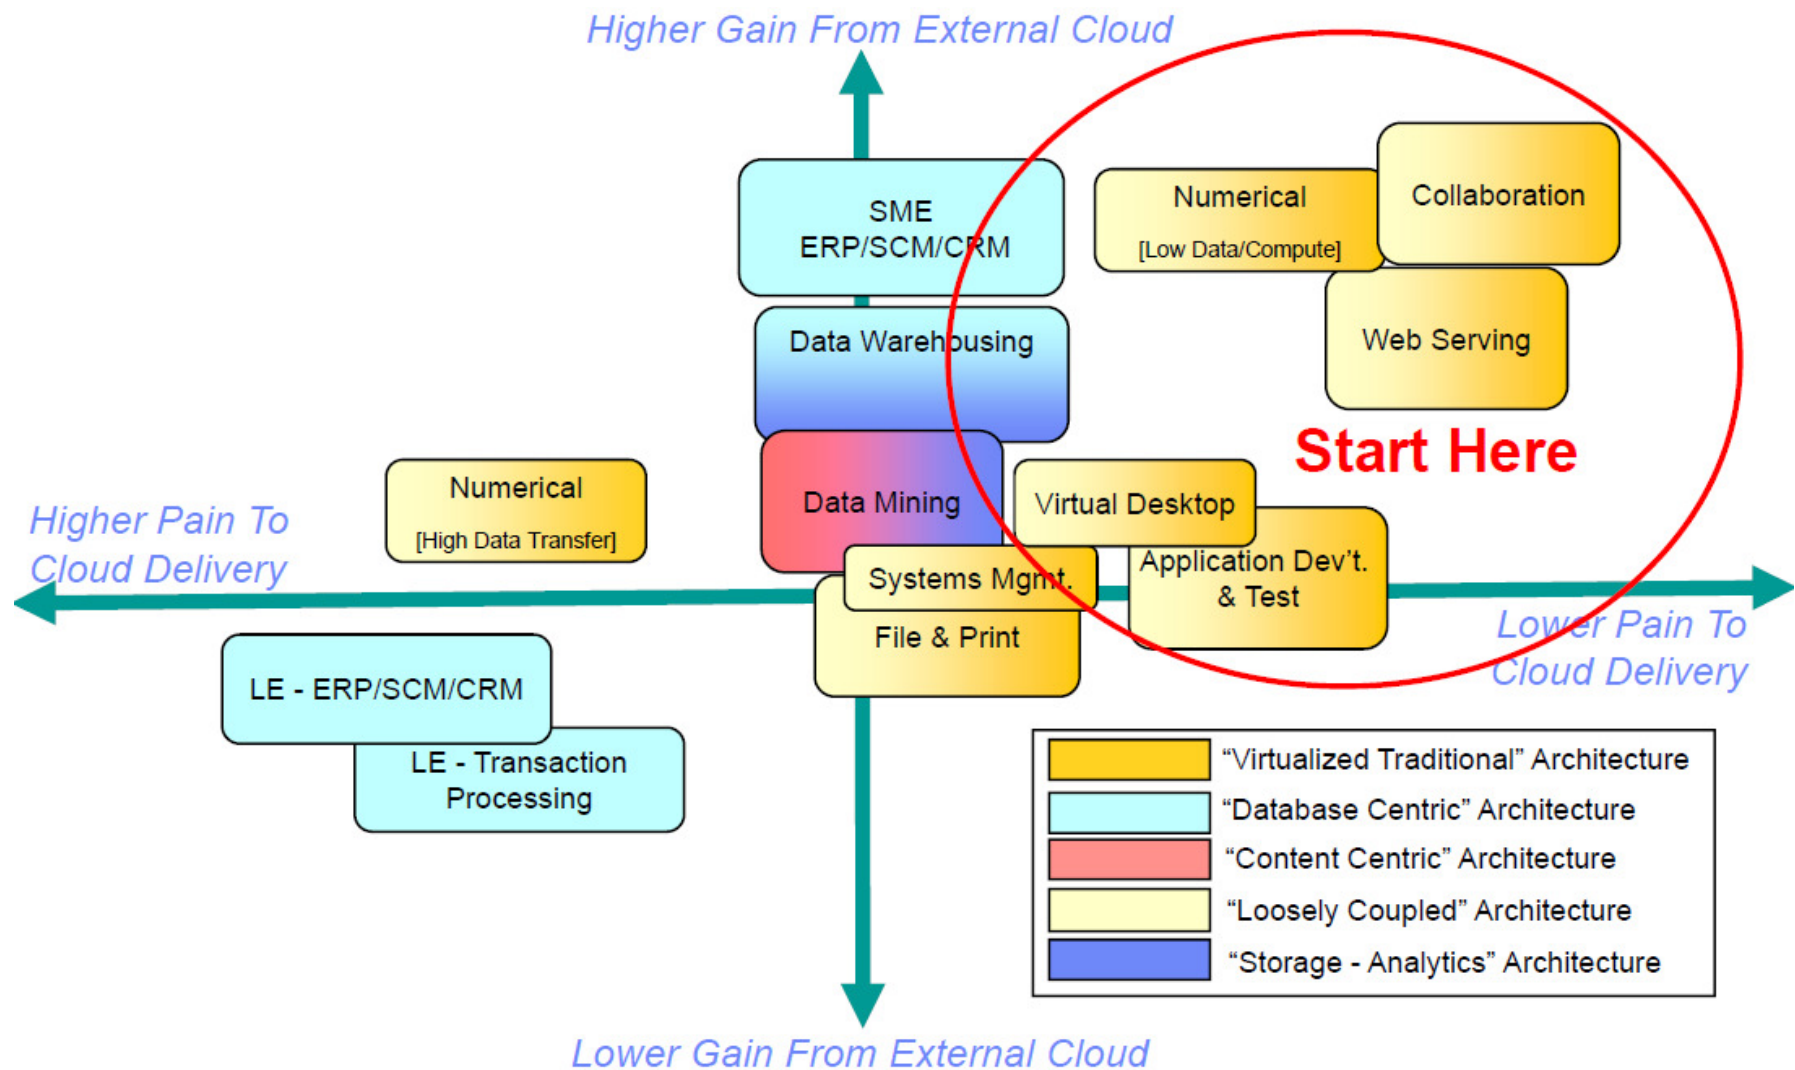 Higher Gain From External Cloud
SME
ERP/SCM/CRM
Numerical
[Low Data/Compute]
Collaboration
Data Warehousing
Web Serving
Start Here
Numerical
[High Data Transfer]
Data Mining
Virtual Desktop
Higher Pain To
Cloud Delivery
Systems Mgmt.
Application Dev’t.
& Test
File & Print
Lower Pain To
Cloud Delivery
LE - ERP/SCM/CRM
LE - Transaction
Processing
“Virtualized Traditional” Architecture
“Database Centric” Architecture
“Content Centric” Architecture
“Loosely Coupled” Architecture
“Storage - Analytics” Architecture
Lower Gain From External Cloud